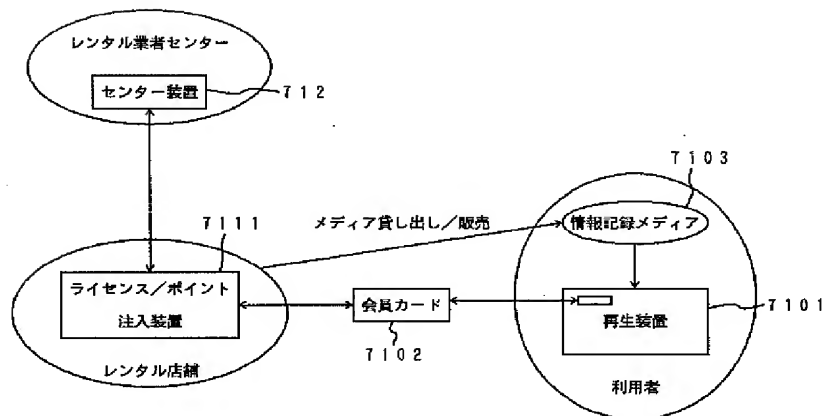 レンタル業者センター
センター装置
712
7103
7111
メディア貸し出し／販売
情報記録メディア
ライセンス／ポイント
注入装置
会員カード
再生装置
7101
7102
レンタル店舗
利用者